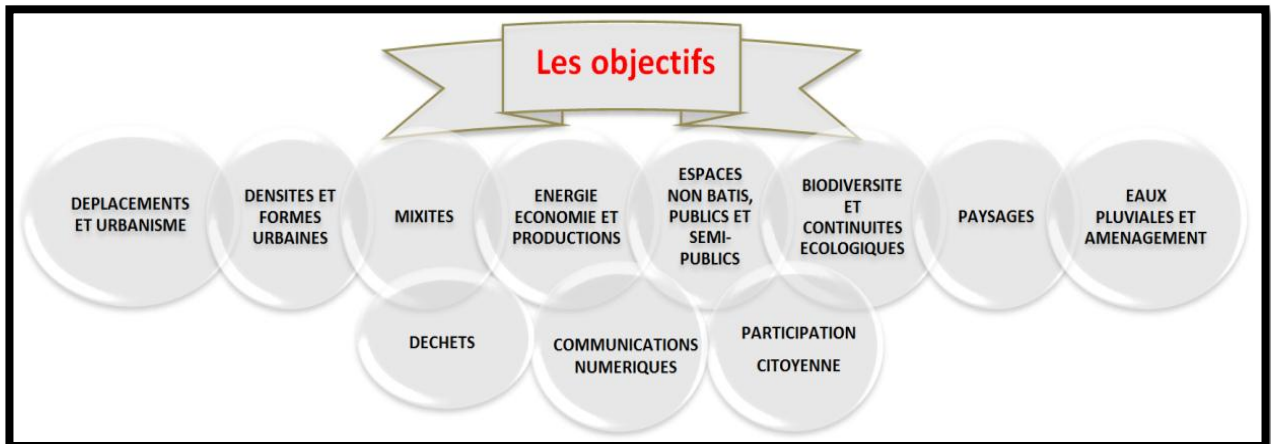 Les objectifs
DEPLACEMENTS
ET URBANISME
DENSITES ET
FORMES
URBAINES
MIXITES
ENERGIE
ECONOMIE ET
PRODUCTIONS
ESPACES
NON BATIS,
PUBLICS ET
SEMI-
PUBLICS
BIODIVERSITE
ET
CONTINUITES
ECOLOGIQUES
PAYSAGES
EAUX
PLUVIALES ET
AMENAGEMENT
DECHETS
COMMUNICATIONS
NUMERIQUES
PARTICIPATION
CITOYENNE